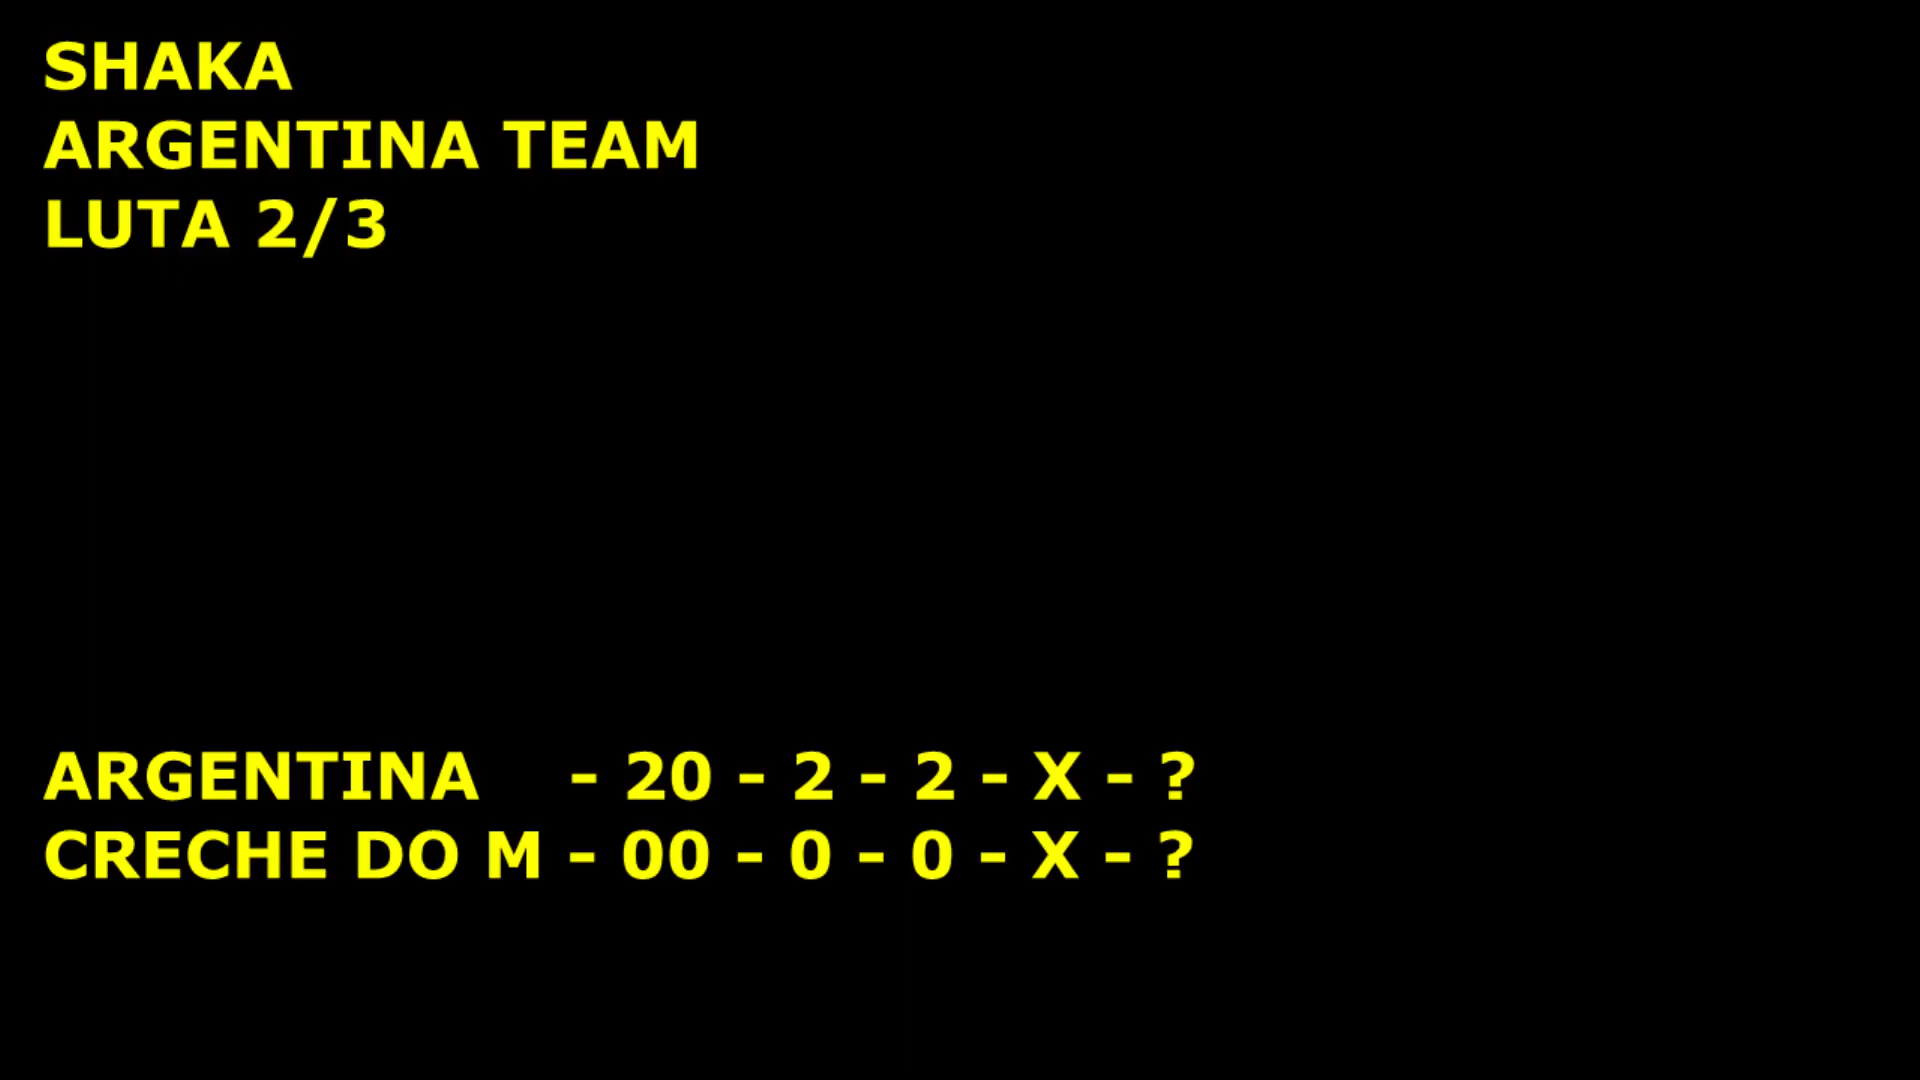 SHAKA
ARGENTINA TEAM
LUTA 2/3
ARGENTINA - 20 - 2 - 2 - X - ?
CRECHE DO M - 00 - 0 - 0 - X - ?